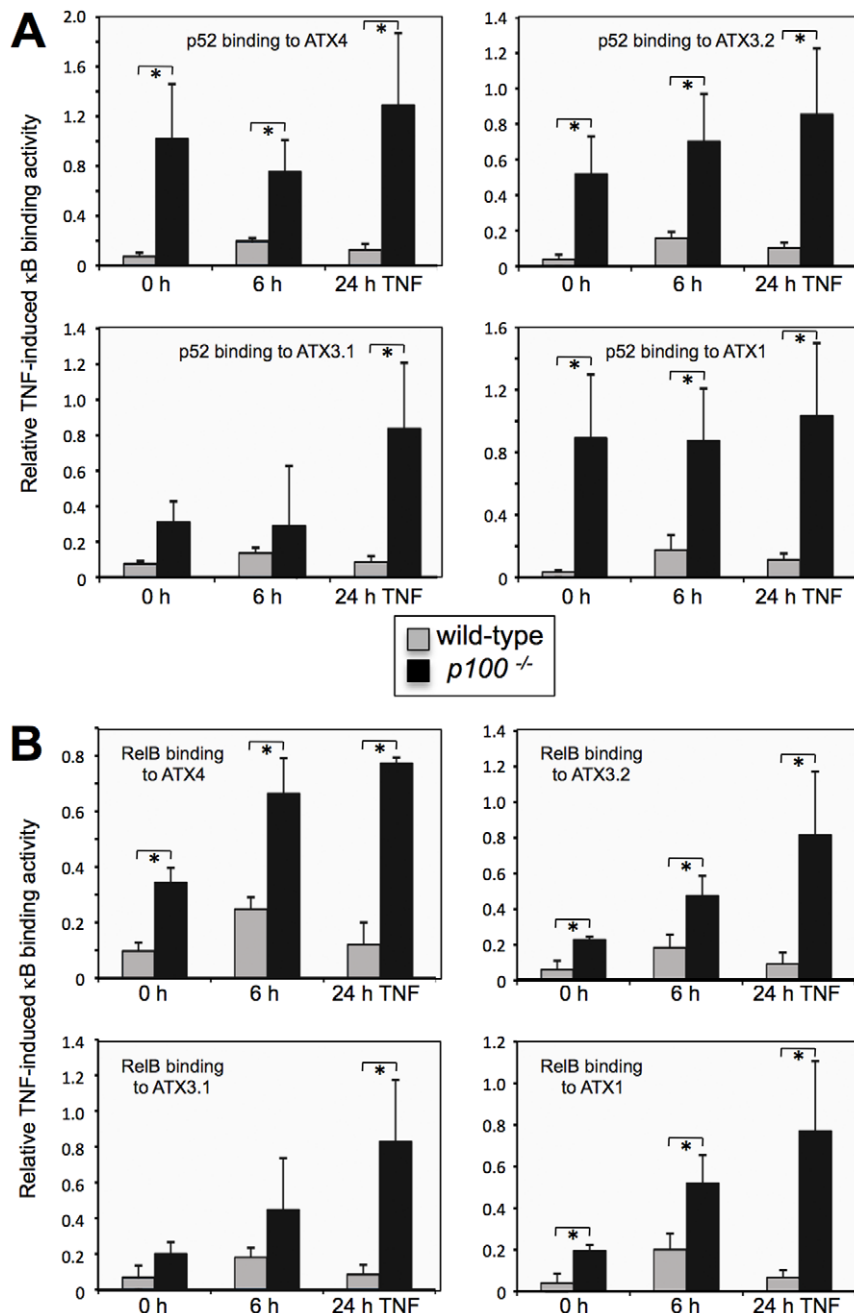 A
Relative TNF-induced κB binding activity
p52 binding to ATX4
2.0
1.6
1.2
0.8
0.4
0
* * *
0 h 6 h 24 h TNF
p52 binding to ATX3.2
1.4
1.2
1.0
0.8
0.6
0.4
0.2
0
* * *
0 h 6 h 24 h TNF
p52 binding to ATX3.1
1.4
1.2
0.8
0.6
0.4
0.2
0
*
0 h 6 h 24 h TNF
p52 binding to ATX1
1.6
1.2
0.8
0.4
0
* * *
0 h 6 h 24 h TNF
wild-type
p100 -/-
B
Relative TNF-induced κB binding activity
RelB binding
to ATX4
0.8
0.6
0.4
0.2
0
* * *
0 h 6 h 24 h TNF
RelB binding
to ATX3.2
1.4
1.2
1.0
0.8
0.6
0.4
0.2
0
* * *
0 h 6 h 24 h TNF
RelB binding
to ATX3.1
1.4
1.2
1.0
0.8
0.6
0.4
0.2
0
*
0 h 6 h 24 h TNF
RelB binding
to ATX1
1.2
1.0
0.8
0.6
0.4
0.2
0
* * *
0 h 6 h 24 h TNF